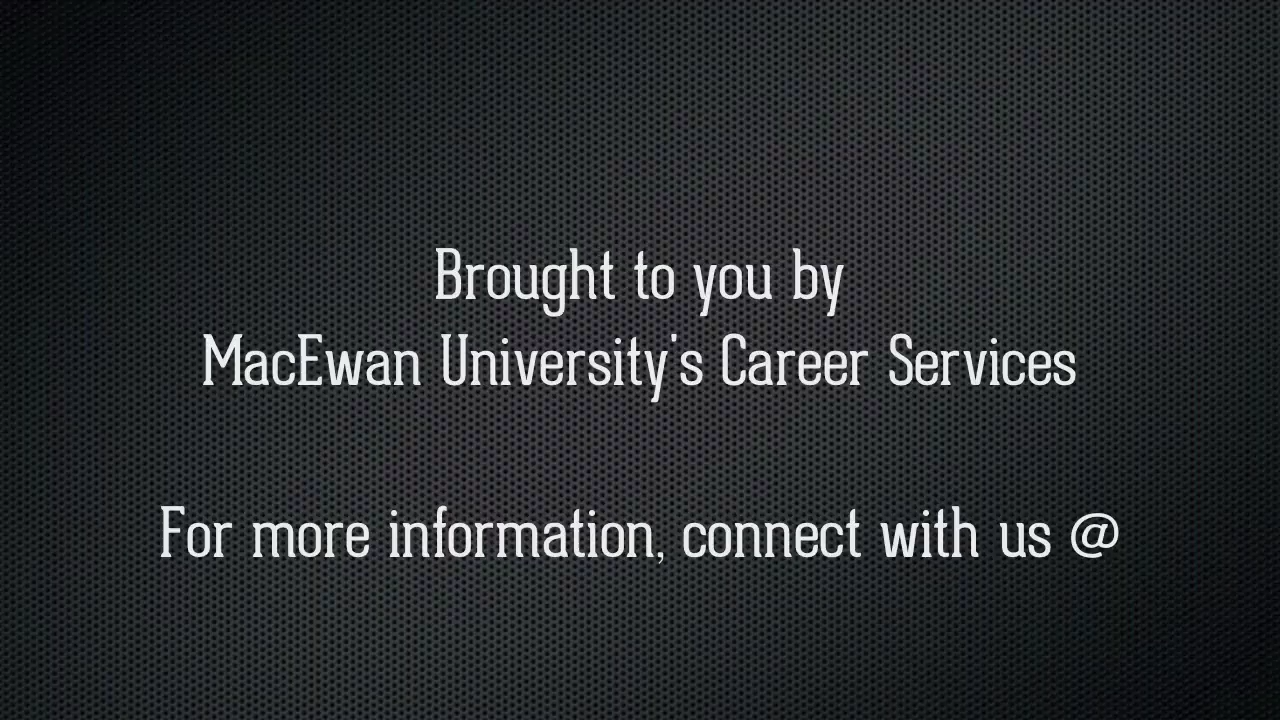 Brought to you by
MacEwan University's Career Services
For more information, connect with us @